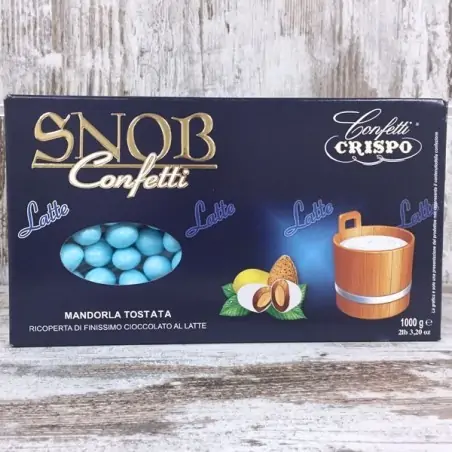 SNOB
Confetti
Confetti
CRISPO®
Latte
Latte
Latte
Latte
MANDORLA TOSTATA
RICOPERTA DI FINISSIMO CIOCCOLATO AL LATTE
1000 g ℮
2lb 3,20 oz